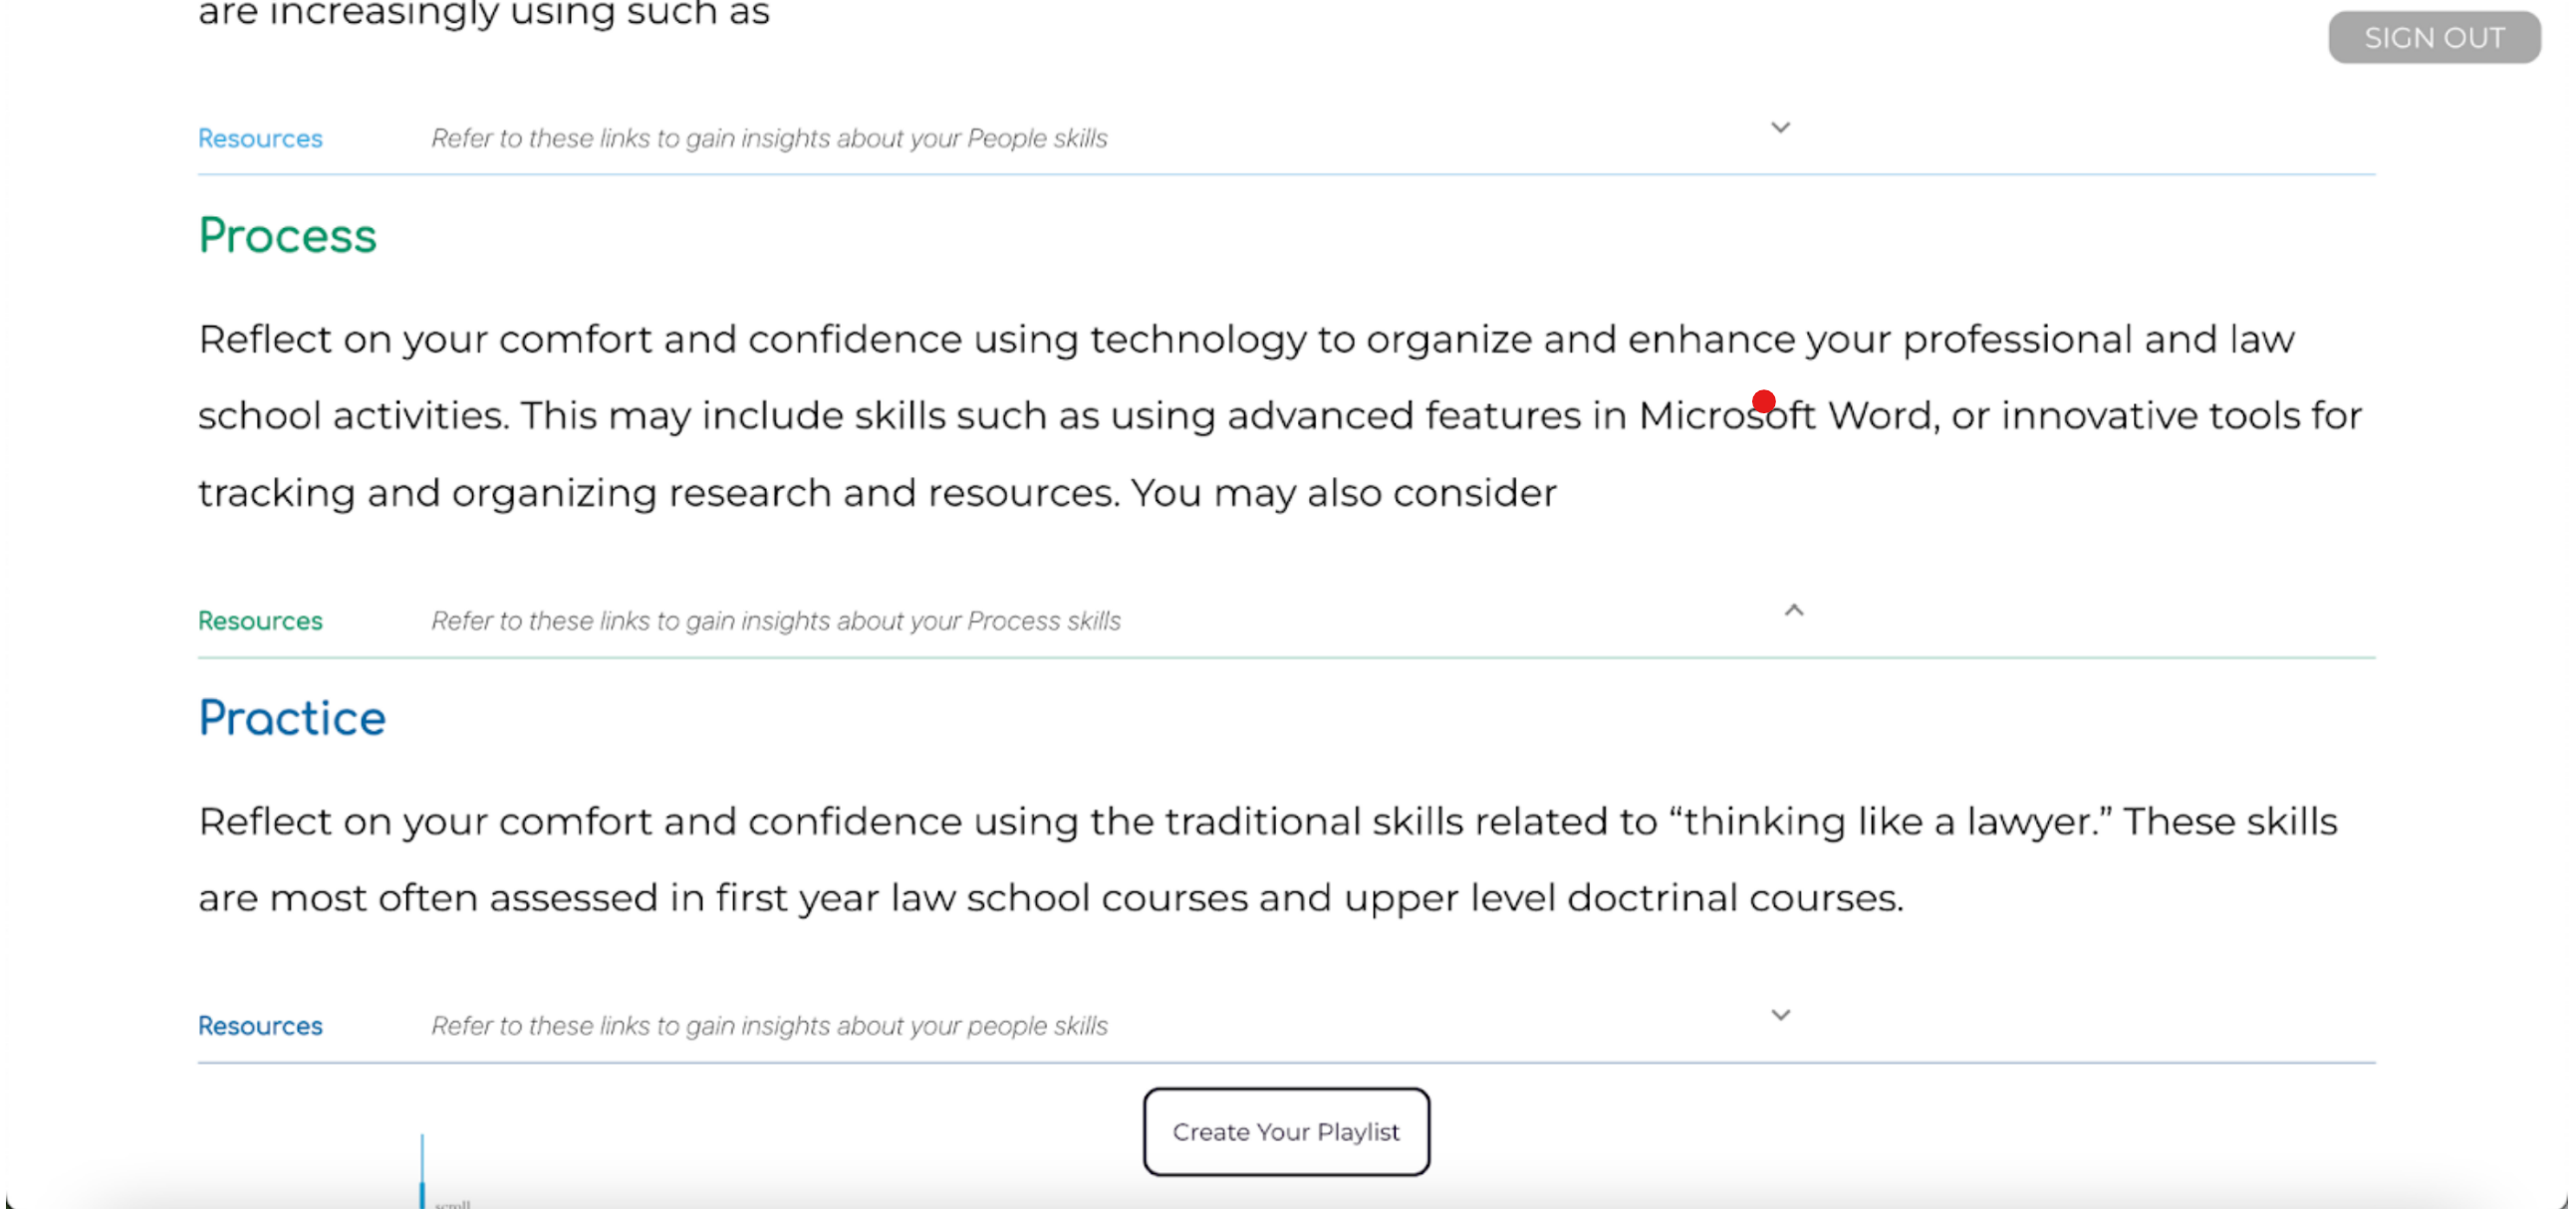 are increasingly using such as
SIGN OUT
Resources Refer to these links to gain insights about your People skills
Process
Reflect on your comfort and confidence using technology to organize and enhance your professional and law
school activities. This may include skills such as using advanced features in Microsoft Word, or innovative tools for
tracking and organizing research and resources. You may also consider
Resources Refer to these links to gain insights about your Process skills
Practice
Reflect on your comfort and confidence using the traditional skills related to “thinking like a lawyer.” These skills
are most often assessed in first year law school courses and upper level doctrinal courses.
Resources Refer to these links to gain insights about your people skills
Create Your Playlist
scroll